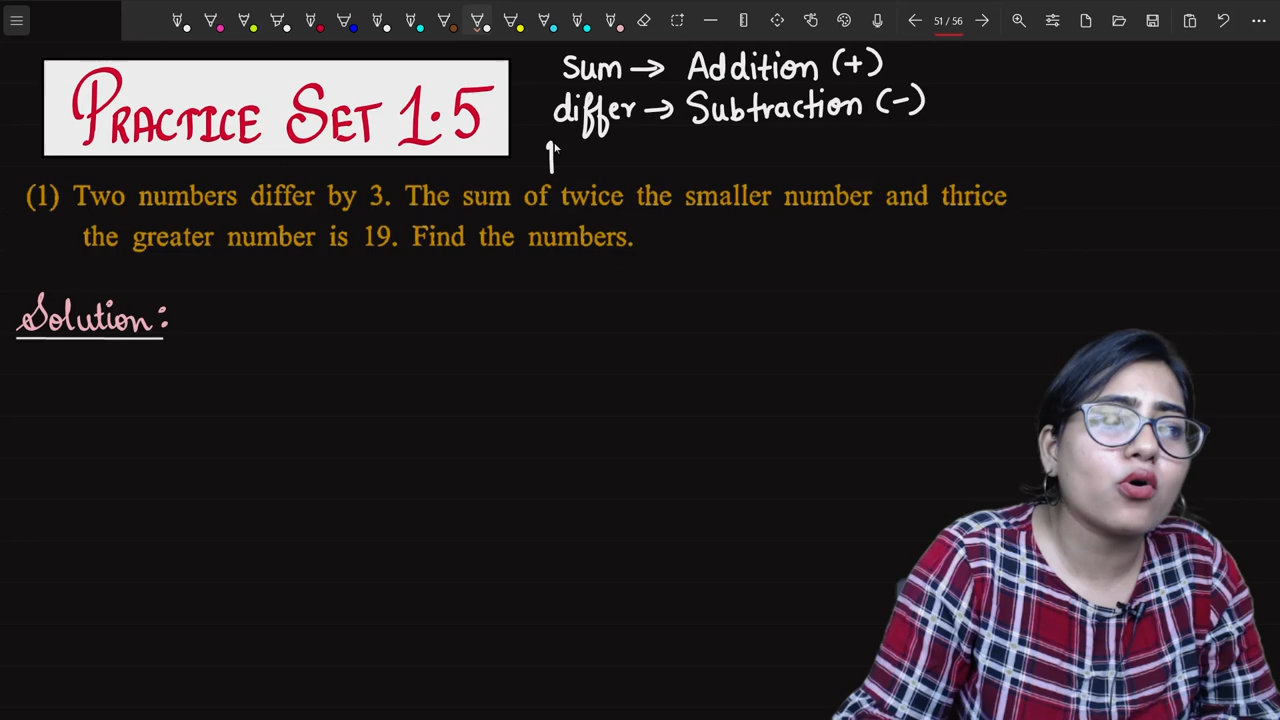 51/56
PRACTICE SET 1.5
Sum → Addition (+)
differ → Subtraction (-)
(1) Two numbers differ by 3. The sum of twice the smaller number and thrice
the greater number is 19. Find the numbers.
Solution: